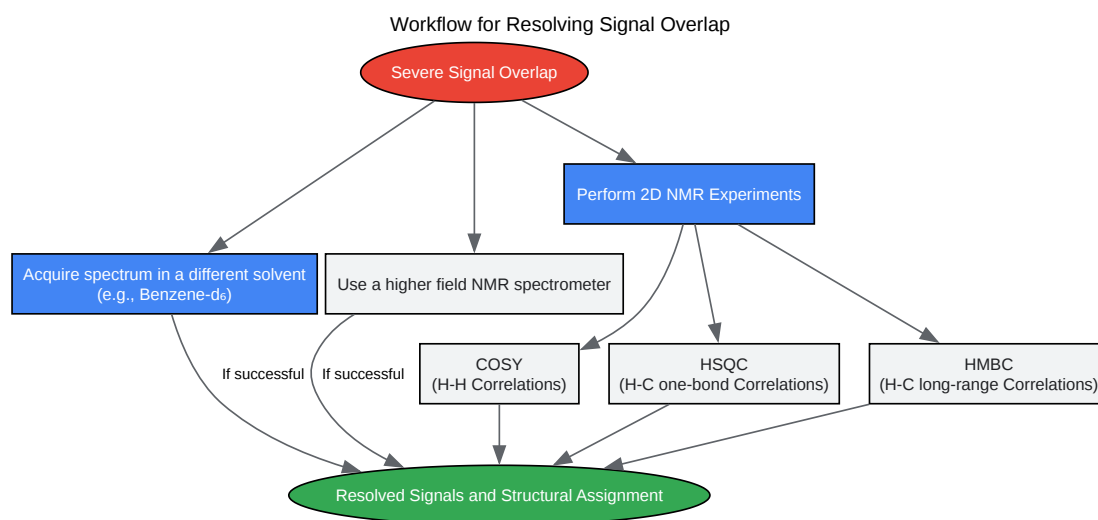 Workflow for Resolving Signal Overlap
Severe Signal Overlap
Perform 2D NMR Experiments
Acquire spectrum in a different solvent
(e.g., Benzene-d₆)
Use a higher field NMR spectrometer
COSY
(H-H Correlations)
HSQC
(H-C one-bond Correlations)
HMBC
(H-C long-range Correlations)
If successful
If successful
Resolved Signals and Structural Assignment